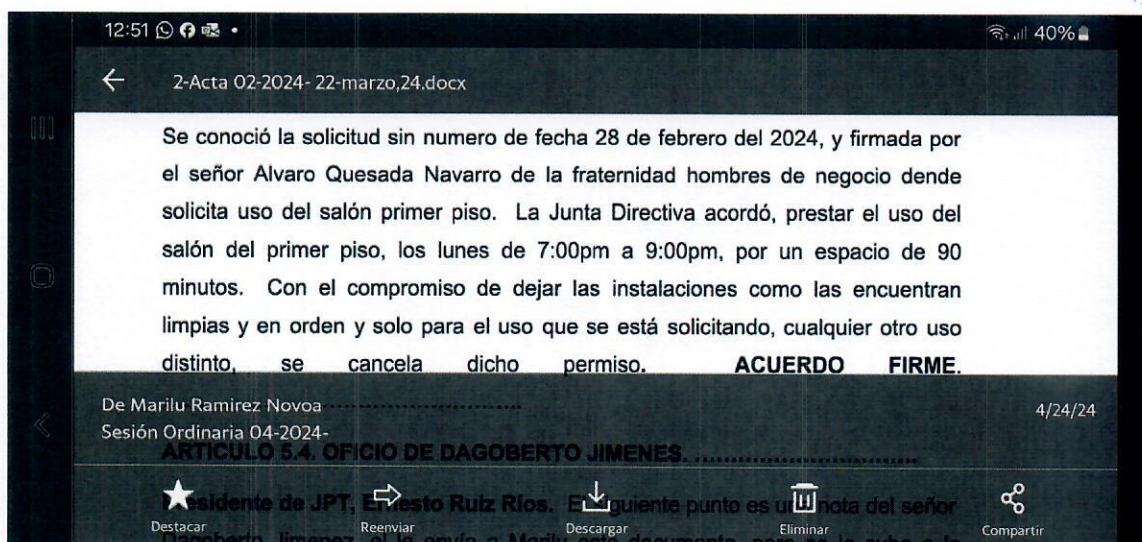 12:51
40%
2-Acta 02-2024- 22-marzo,24.docx
Se conoció la solicitud sin numero de fecha 28 de febrero del 2024, y firmada por
el señor Alvaro Quesada Navarro de la fraternidad hombres de negocio dende
solicita uso del salón primer piso. La Junta Directiva acordó, prestar el uso del
salón del primer piso, los lunes de 7:00pm a 9:00pm, por un espacio de 90
minutos. Con el compromiso de dejar las instalaciones como las encuentran
limpias y en orden y solo para el uso que se está solicitando, cualquier otro uso
distinto, se cancela dicho permiso. ACUERDO FIRME.
De Marilu Ramirez Novoa
4/24/24
Sesión Ordinaria 04-2024-
ARTICULO 5.4. OFICIO DE DAGOBERTO JIMENES. ................................
Presidente de JPT, Ernesto Ruiz Ríos. El siguiente punto es una nota del señor
Destacar
Reenviar
Descargar
Eliminar
Compartir